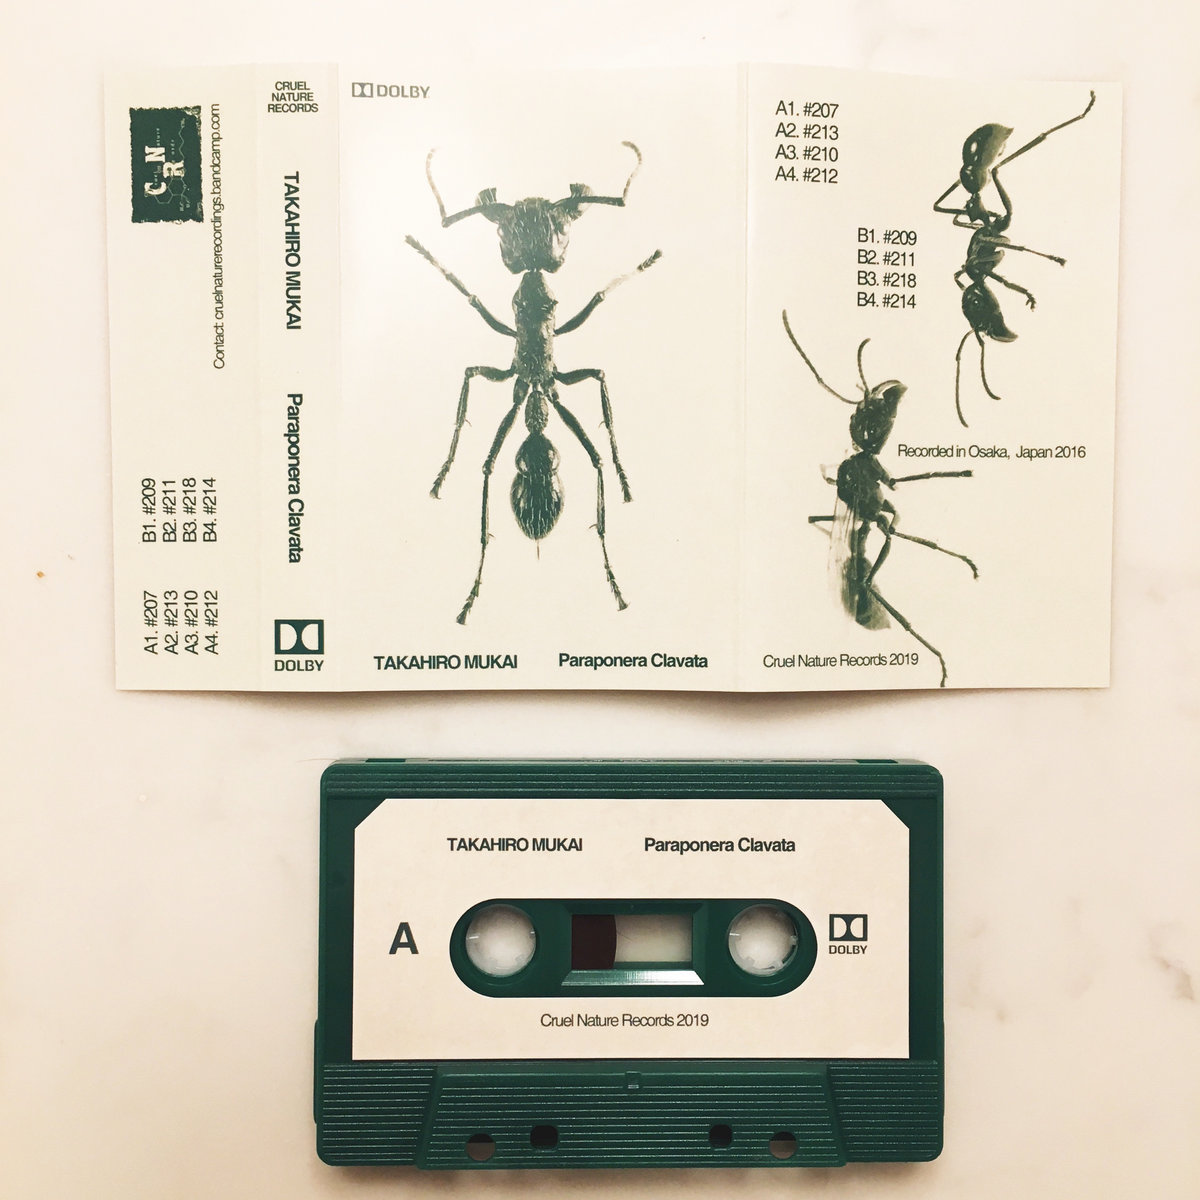 C N R
Contact: cruelnaturerecordings.bandcamp.com
B1. #209
B2. #211
B3. #218
B4. #214
A1. #207
A2. #213
A3. #210
A4. #212
CRUEL
NATURE
RECORDS
TAKAHIRO MUKAI
Paraponera Clavata
DOLBY
DOLBY
TAKAHIRO MUKAI Paraponera Clavata
A1. #207
A2. #213
A3. #210
A4. #212
B1. #209
B2. #211
B3. #218
B4. #214
Recorded in Osaka, Japan 2016
Cruel Nature Records 2019
TAKAHIRO MUKAI Paraponera Clavata
A
DOLBY
Cruel Nature Records 2019